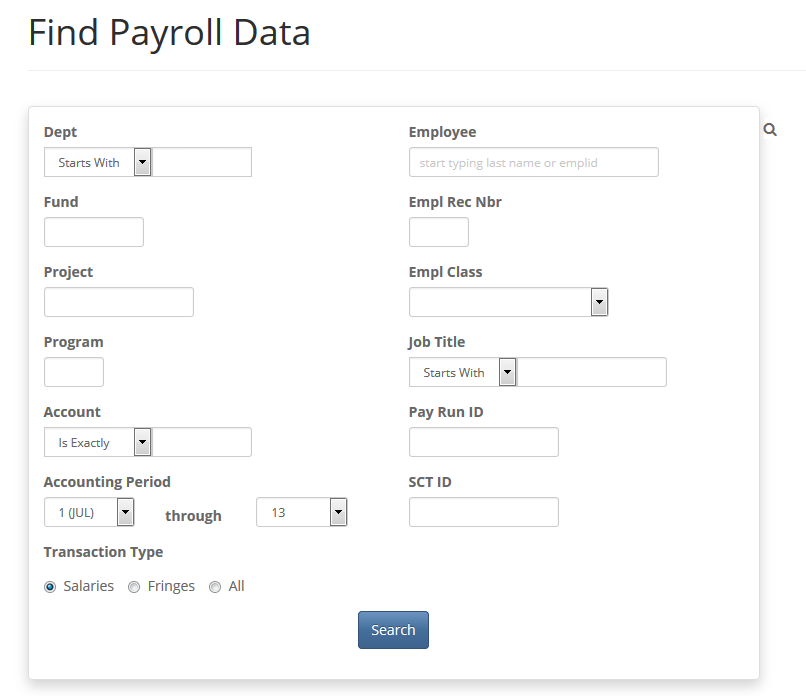 Find Payroll Data
Dept
Starts With
Fund
Project
Program
Account
Is Exactly
Accounting Period
1 (JUL) through 13
Transaction Type
Salaries Fringes All
Employee
start typing last name or emplid
Empl Rec Nbr
Empl Class
Job Title
Starts With
Pay Run ID
SCT ID
Search